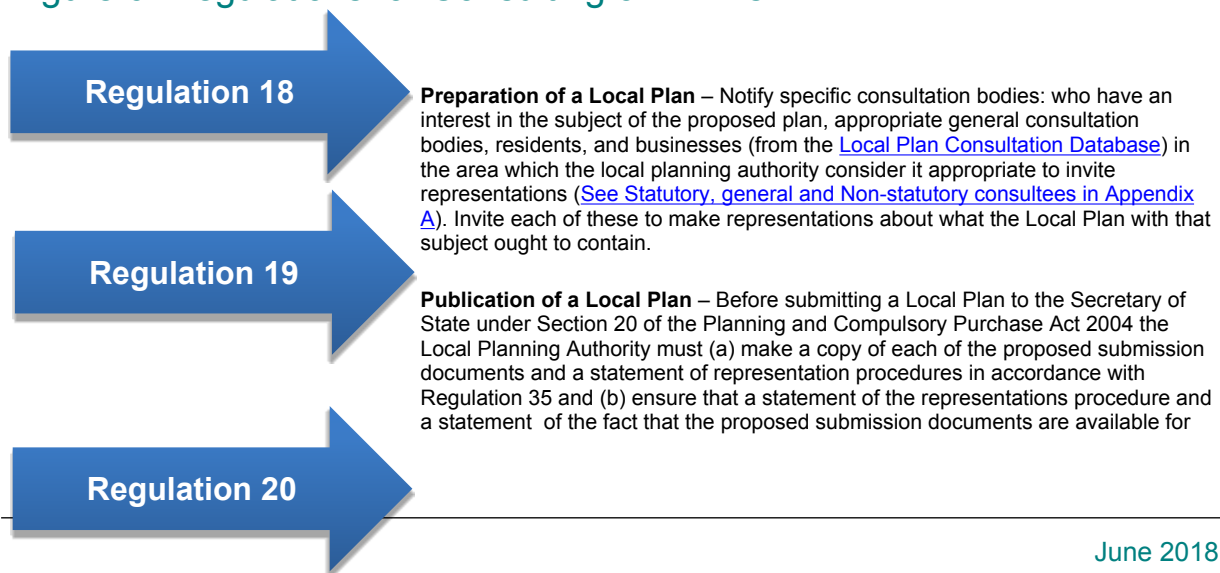 Regulation 18
Preparation of a Local Plan – Notify specific consultation bodies: who have an
interest in the subject of the proposed plan, appropriate general consultation
bodies, residents, and businesses (from the Local Plan Consultation Database) in
the area which the local planning authority consider it appropriate to invite
representations (See Statutory, general and Non-statutory consultees in Appendix
A). Invite each of these to make representations about what the Local Plan with that
subject ought to contain.
Regulation 19
Publication of a Local Plan – Before submitting a Local Plan to the Secretary of
State under Section 20 of the Planning and Compulsory Purchase Act 2004 the
Local Planning Authority must (a) make a copy of each of the proposed submission
documents and a statement of representation procedures in accordance with
Regulation 35 and (b) ensure that a statement of the representations procedure and
a statement of the fact that the proposed submission documents are available for
Regulation 20
June 2018